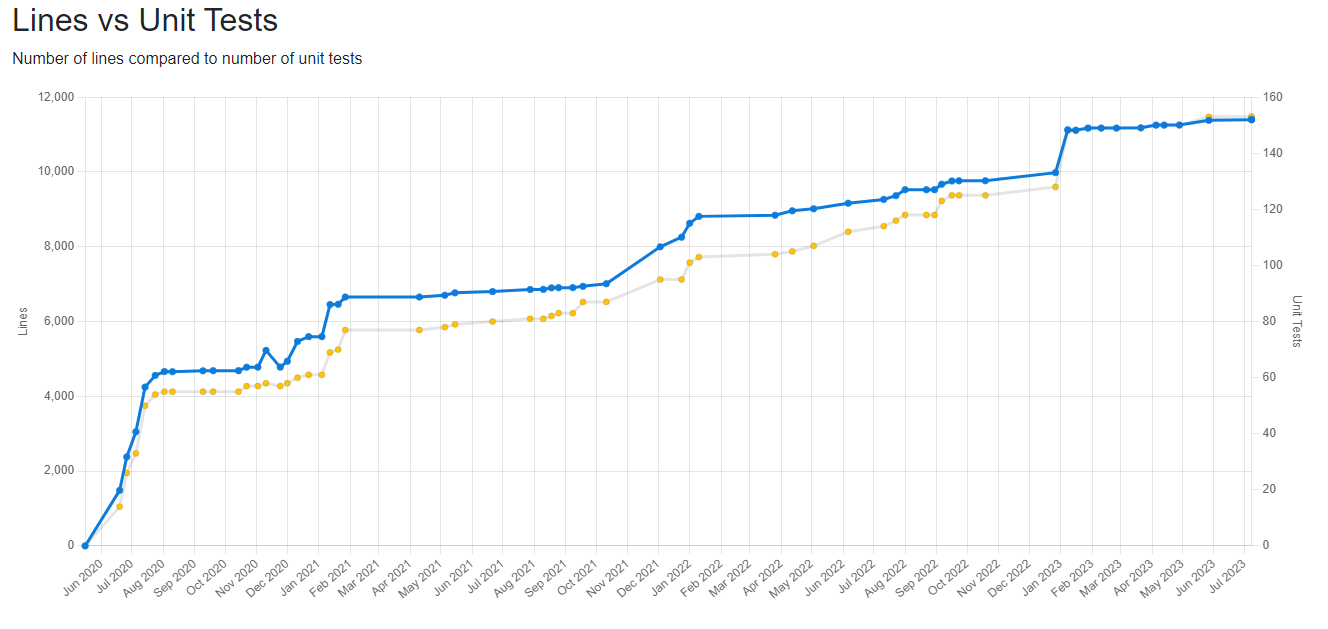 Lines vs Unit Tests
Number of lines compared to number of unit tests
12,000
10,000
8,000
6,000
4,000
2,000
0
Lines
160
140
120
100
80
60
40
20
0
Unit Tests
Jun 2020
Jul 2020
Aug 2020
Sep 2020
Oct 2020
Nov 2020
Dec 2020
Jan 2021
Feb 2021
Mar 2021
Apr 2021
May 2021
Jun 2021
Jul 2021
Aug 2021
Sep 2021
Oct 2021
Nov 2021
Dec 2021
Jan 2022
Feb 2022
Mar 2022
Apr 2022
May 2022
Jun 2022
Jul 2022
Aug 2022
Sep 2022
Oct 2022
Nov 2022
Dec 2022
Jan 2023
Feb 2023
Mar 2023
Apr 2023
May 2023
Jun 2023
Jul 2023